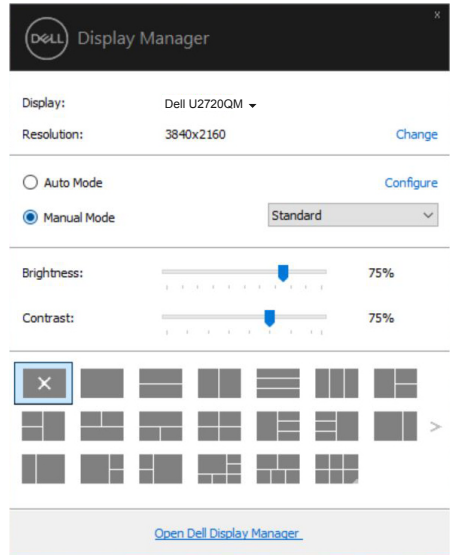 DELL Display Manager
x
Display: Dell U2720QM
Resolution: 3840x2160 Change
Auto Mode Configure
Manual Mode Standard
Brightness: 75%
Contrast: 75%
Open Dell Display Manager